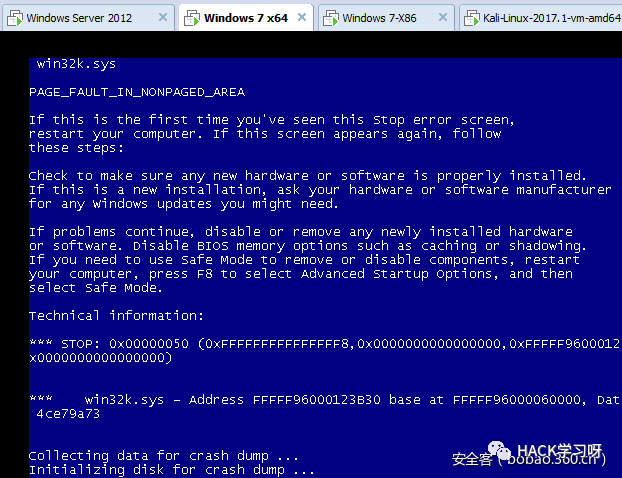 Windows Server 2012
Windows 7 x64
Windows 7-X86
Kali-Linux-2017.1-vm-amd64
win32k.sys
PAGE_FAULT_IN_NONPAGED_AREA
If this is the first time you've seen this Stop error screen,
restart your computer. If this screen appears again, follow
these steps:
Check to make sure any new hardware or software is properly installed.
If this is a new installation, ask your hardware or software manufacturer
for any Windows updates you might need.
If problems continue, disable or remove any newly installed hardware
or software. Disable BIOS memory options such as caching or shadowing.
If you need to use Safe Mode to remove or disable components, restart
your computer, press F8 to select Advanced Startup Options, and then
select Safe Mode.
Technical information:
*** STOP: 0x00000050 (0xFFFFFFFFFFFFFFF8,0x0000000000000000,0xFFFFF9600012
x0000000000000000)
*** win32k.sys - Address FFFFF96000123B30 base at FFFFF96000060000, Dat
4ce79a73
Collecting data for crash dump ...
Initializing disk for crash dump ...
HACK学习呀
安全客（bobao.360.cn）